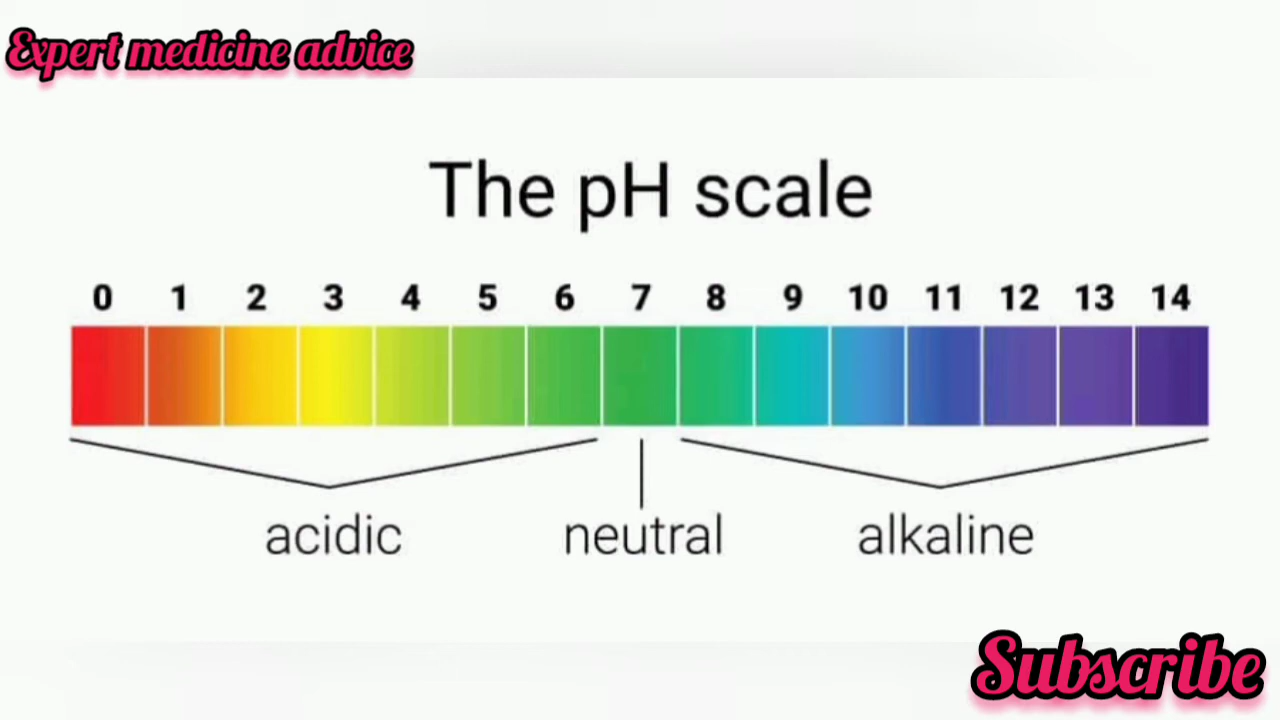 Expert medicine advice
The pH scale
0 1 2 3 4 5 6 7 8 9 10 11 12 13 14
acidic neutral alkaline
Subscribe